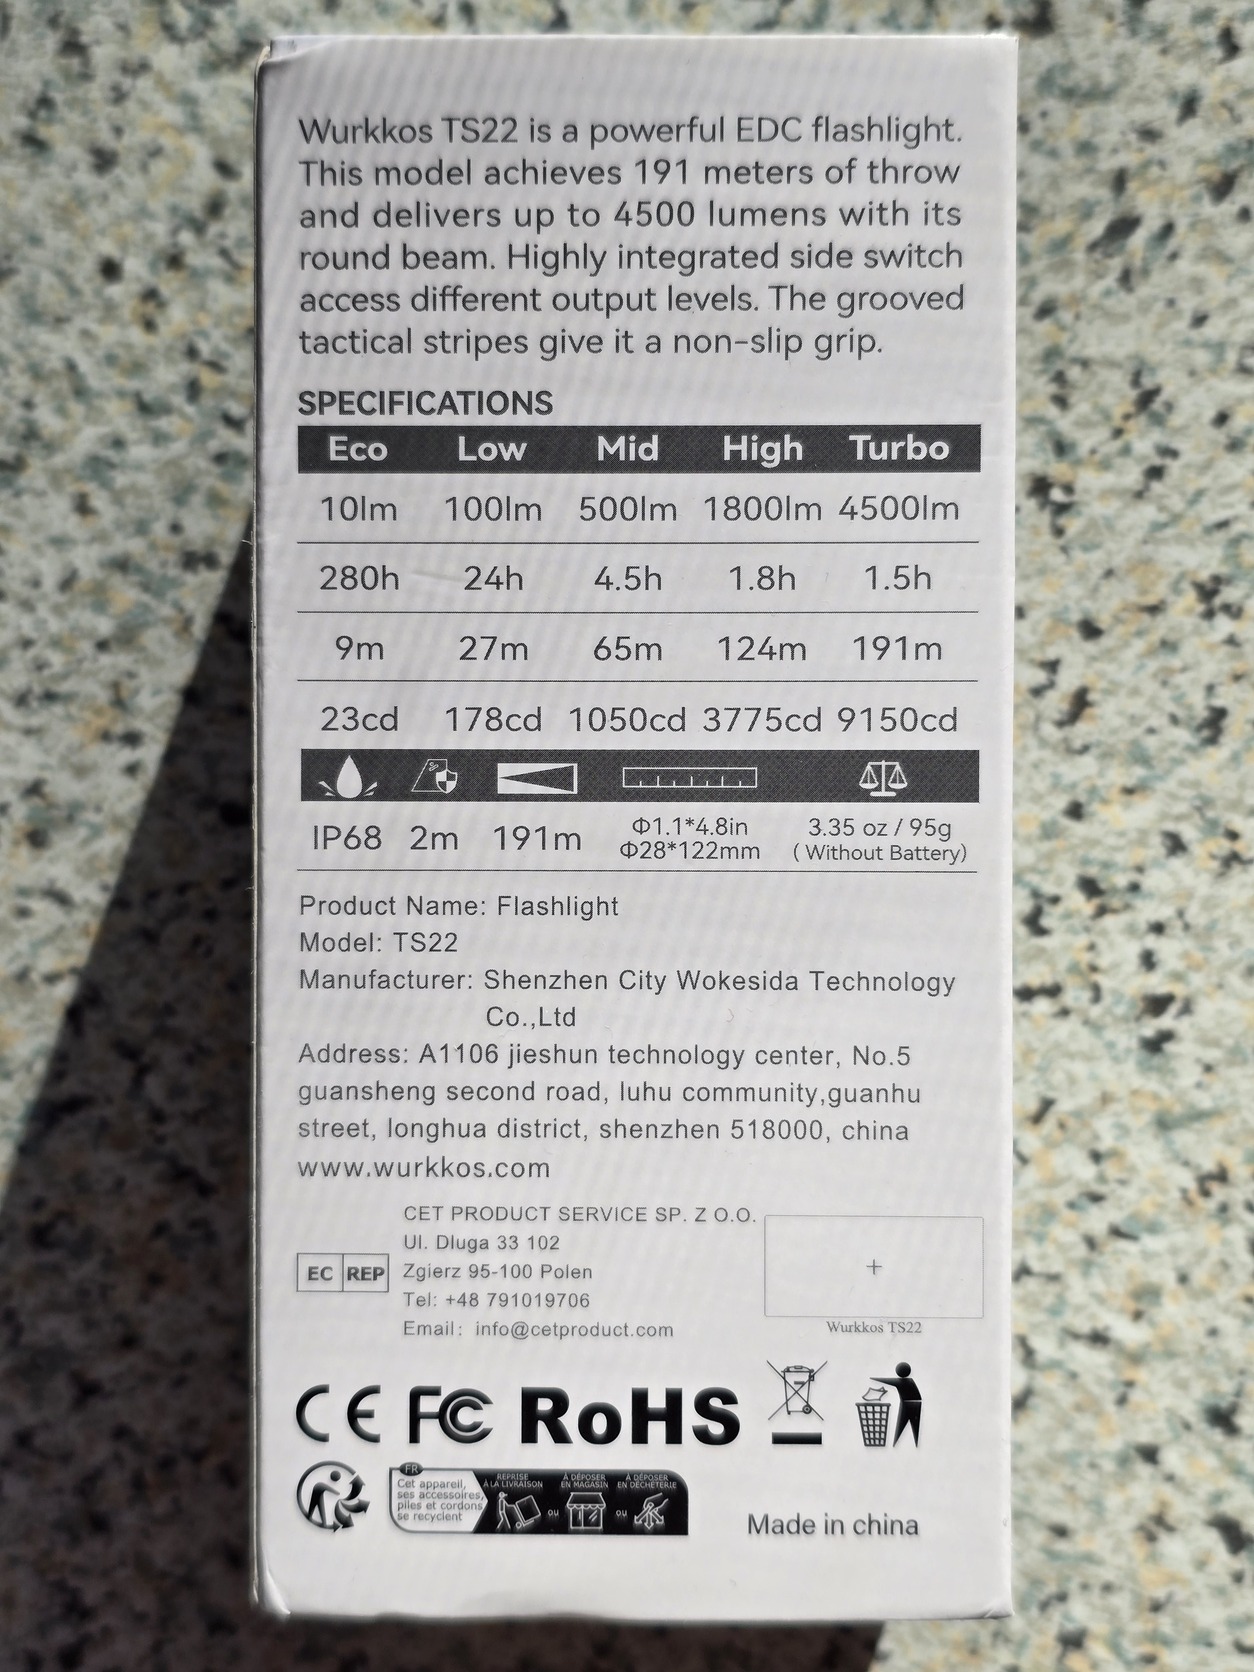 Wurkkos TS22 is a powerful EDC flashlight.
This model achieves 191 meters of throw
and delivers up to 4500 lumens with its
round beam. Highly integrated side switch
access different output levels. The grooved
tactical stripes give it a non-slip grip.
SPECIFICATIONS
Eco Low Mid High Turbo
10lm 100lm 500lm 1800lm 4500lm
280h 24h 4.5h 1.8h 1.5h
9m 27m 65m 124m 191m
23cd 178cd 1050cd 3775cd 9150cd
IP68 2m 191m Φ1.1*4.8in 3.35 oz / 95g
Φ28*122mm ( Without Battery)
Product Name: Flashlight
Model: TS22
Manufacturer: Shenzhen City Wokesida Technology
Co.,Ltd
Address: A1106 jieshun technology center, No.5
guansheng second road, luhu community,guanhu
street, longhua district, shenzhen 518000, china
www.wurkkos.com
EC REP
CET PRODUCT SERVICE SP. Z O.O.
Ul. Dluga 33 102
Zgierz 95-100 Polen
Tel: +48 791019706
Email: info@cetproduct.com
+
Wurkkos TS22
CE FC RoHS
FR
Cet appareil,
ses accessoires,
piles et cordons
se recyclent
REPRISE
À LA LIVRAISON
ou
À DÉPOSER
EN MAGASIN
ou
À DÉPOSER
EN DÉCHÈTERIE
Made in china